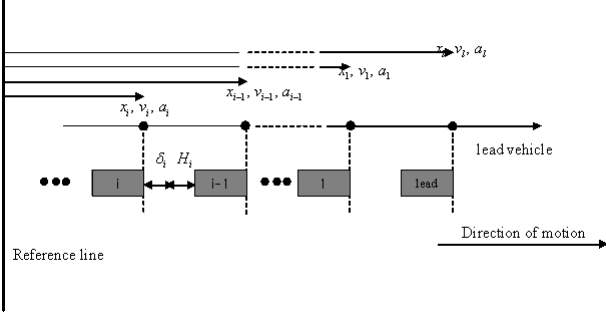 x_l, v_l, a_l
x_1, v_1, a_1
x_{i-1}, v_{i-1}, a_{i-1}
x_i, v_i, a_i
lead vehicle
δ_i H_i
i
i-1
1
lead
Direction of motion
Reference line